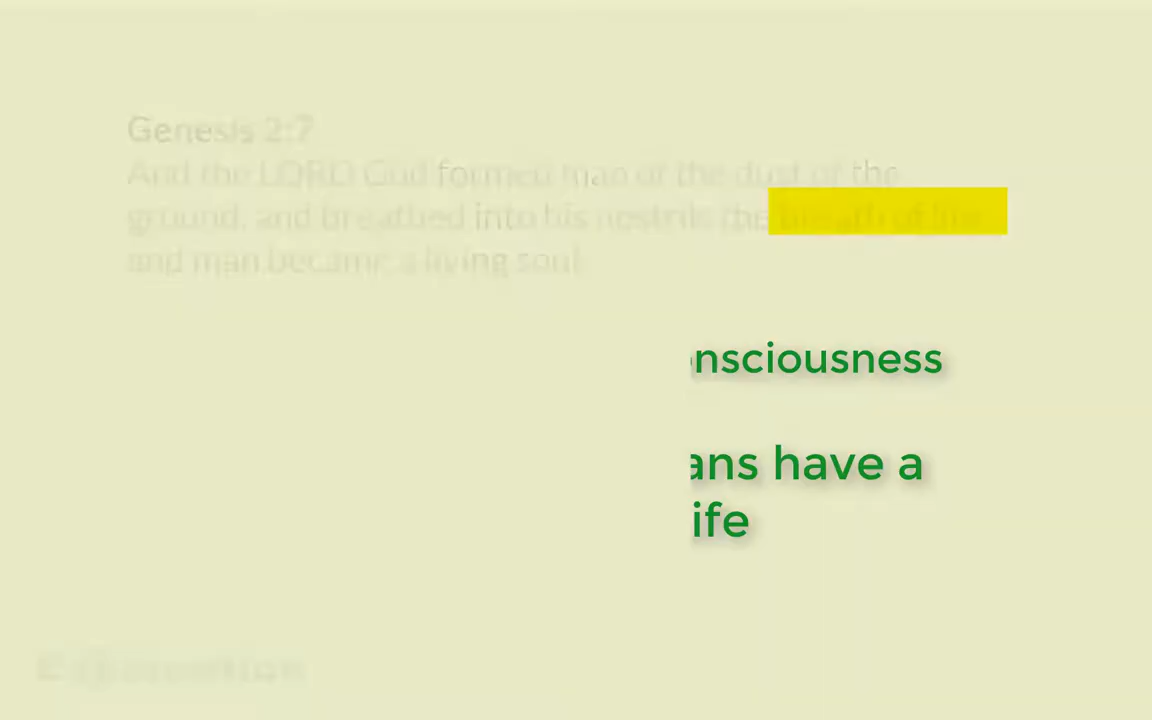 Genesis 2:7
And the LORD God formed man of the dust of the
ground, and breathed into his nostrils the breath of life;
and man became a living soul.
onsciousness
ans have a
ife